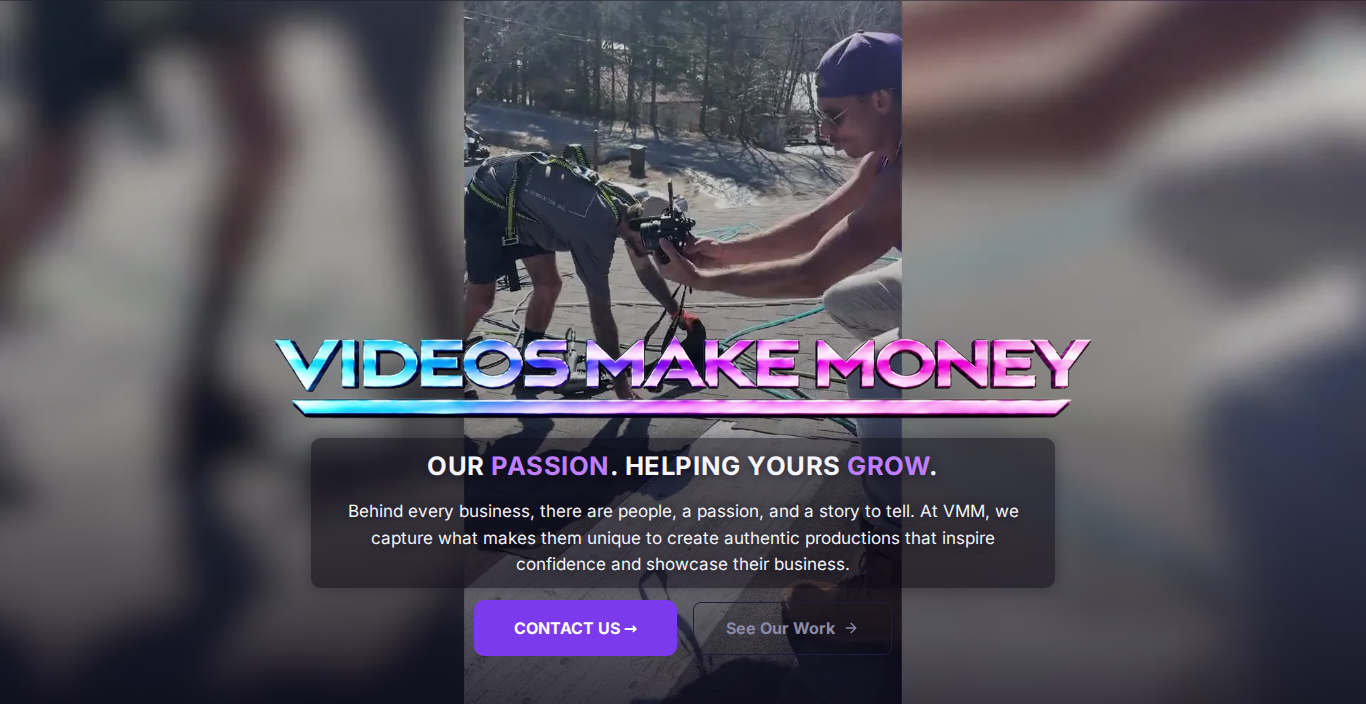 VIDEOS MAKE MONEY
OUR PASSION. HELPING YOURS GROW.
Behind every business, there are people, a passion, and a story to tell. At VMM, we
capture what makes them unique to create authentic productions that inspire
confidence and showcase their business.
CONTACT US →
See Our Work →